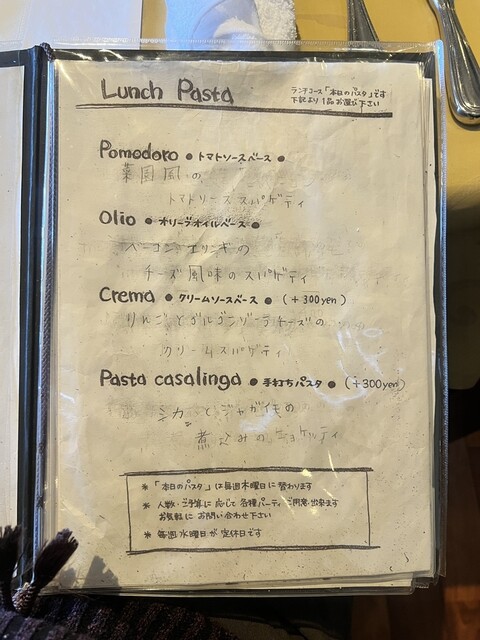 Lunch Pasta
ランチコース「本日のパスタ」です
下記より1品お選び下さい
Pomodoro ● トマトソースベース ●
菜園風の
トマトソーススパゲティ
Olio ● オリーブオイルベース ●
ベーコンとエリンギの
チーズ風味のスパゲティ
Crema ● クリームソースベース ● (+300yen)
りんごとゴルゴンゾーラチーズの
クリームスパゲティ
Pasta casalinga ● 手打ちパスタ ● (+300yen)
とジャガイモの
煮込みの
※ 「本日のパスタ」は毎週木曜日に替わります
※ 人数・ご予算に応じて各種パーティご用意出来ます
お気軽にお問い合わせ下さい
※ 毎週水曜日が定休日です